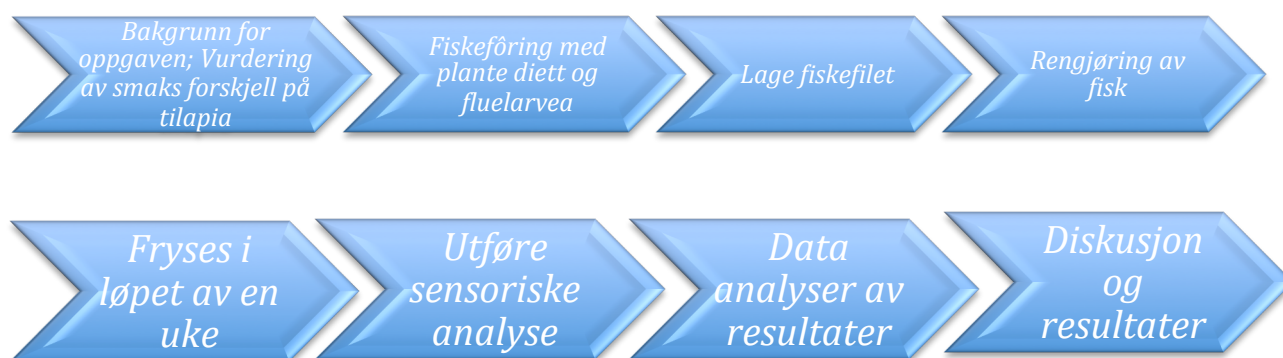 Bakgrunn for
oppgaven; Vurdering
av smaks forskjell på
tilapia
Fiskefôring med
plante diett og
fluelarvea
Lage fiskefilet
Rengjøring av
fisk
Fryses i
løpet av en
uke
Utføre
sensoriske
analyse
Data
analyser av
resultater
Diskusjon
og
resultater